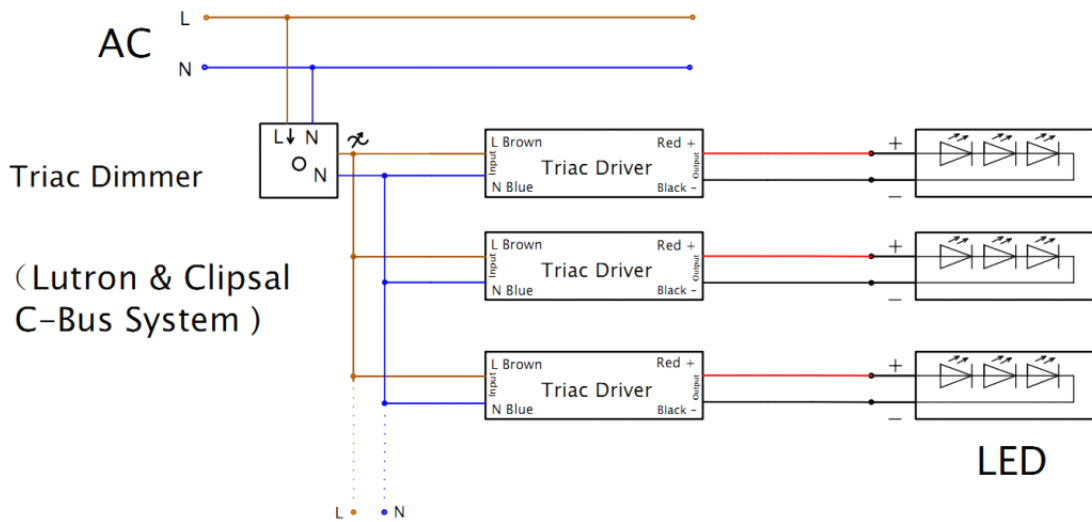 L
AC
N
L N
N
Triac Dimmer
（Lutron & Clipsal
C-Bus System )
L Brown
Input
N Blue
Triac Driver
Red +
Output
Black -
+
−
L Brown
Input
N Blue
Triac Driver
Red +
Output
Black -
+
−
L Brown
Input
N Blue
Triac Driver
Red +
Output
Black -
+
−
LED
L
N